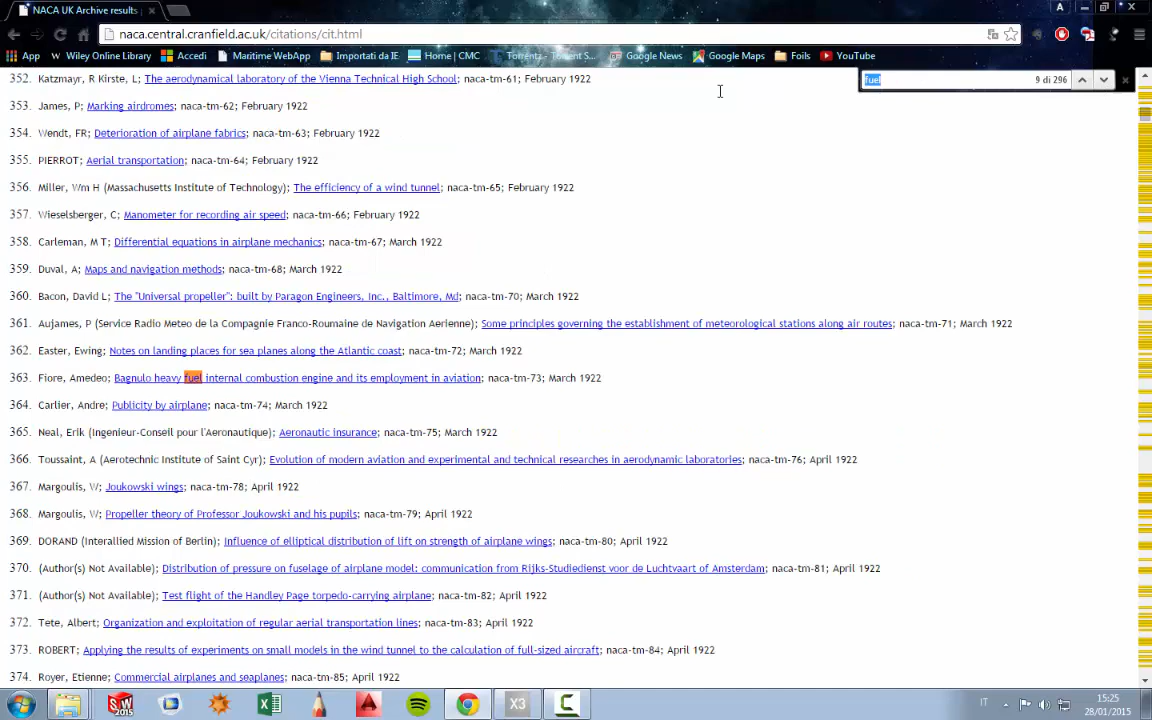 NACA UK Archive results
naca.central.cranfield.ac.uk/citations/cit.html
App Wiley Online Library Accedi Maritime WebApp Importati da IE Home | CMC Torrentz - Torrent S... Google News Google Maps Foils YouTube
fuel 9 di 296
352. Katzmayr, R Kirste, L; The aerodynamical laboratory of the Vienna Technical High School; naca-tm-61; February 1922
353. James, P; Marking airdromes; naca-tm-62; February 1922
354. Wendt, FR; Deterioration of airplane fabrics; naca-tm-63; February 1922
355. PIERROT; Aerial transportation; naca-tm-64; February 1922
356. Miller, Wm H (Massachusetts Institute of Technology); The efficiency of a wind tunnel; naca-tm-65; February 1922
357. Wieselsberger, C; Manometer for recording air speed; naca-tm-66; February 1922
358. Carleman, M T; Differential equations in airplane mechanics; naca-tm-67; March 1922
359. Duval, A; Maps and navigation methods; naca-tm-68; March 1922
360. Bacon, David L; The "Universal propeller": built by Paragon Engineers, Inc., Baltimore, Md; naca-tm-70; March 1922
361. Aujames, P (Service Radio Meteo de la Compagnie Franco-Roumaine de Navigation Aerienne); Some principles governing the establishment of meteorological stations along air routes; naca-tm-71; March 1922
362. Easter, Ewing; Notes on landing places for sea planes along the Atlantic coast; naca-tm-72; March 1922
363. Fiore, Amedeo; Bagnulo heavy fuel internal combustion engine and its employment in aviation; naca-tm-73; March 1922
364. Carlier, Andre; Publicity by airplane; naca-tm-74; March 1922
365. Neal, Erik (Ingenieur-Conseil pour l'Aeronautique); Aeronautic insurance; naca-tm-75; March 1922
366. Toussaint, A (Aerotechnic Institute of Saint Cyr); Evolution of modern aviation and experimental and technical researches in aerodynamic laboratories; naca-tm-76; April 1922
367. Margoulis, W; Joukowski wings; naca-tm-78; April 1922
368. Margoulis, W; Propeller theory of Professor Joukowski and his pupils; naca-tm-79; April 1922
369. DORAND (Interallied Mission of Berlin); Influence of elliptical distribution of lift on strength of airplane wings; naca-tm-80; April 1922
370. (Author(s) Not Available); Distribution of pressure on fuselage of airplane model: communication from Rijks-Studiedienst voor de Luchtvaart of Amsterdam; naca-tm-81; April 1922
371. (Author(s) Not Available); Test flight of the Handley Page torpedo-carrying airplane; naca-tm-82; April 1922
372. Tete, Albert; Organization and exploitation of regular aerial transportation lines; naca-tm-83; April 1922
373. ROBERT; Applying the results of experiments on small models in the wind tunnel to the calculation of full-sized aircraft; naca-tm-84; April 1922
374. Royer, Etienne; Commercial airplanes and seaplanes; naca-tm-85; April 1922
IT 15:25
28/01/2015